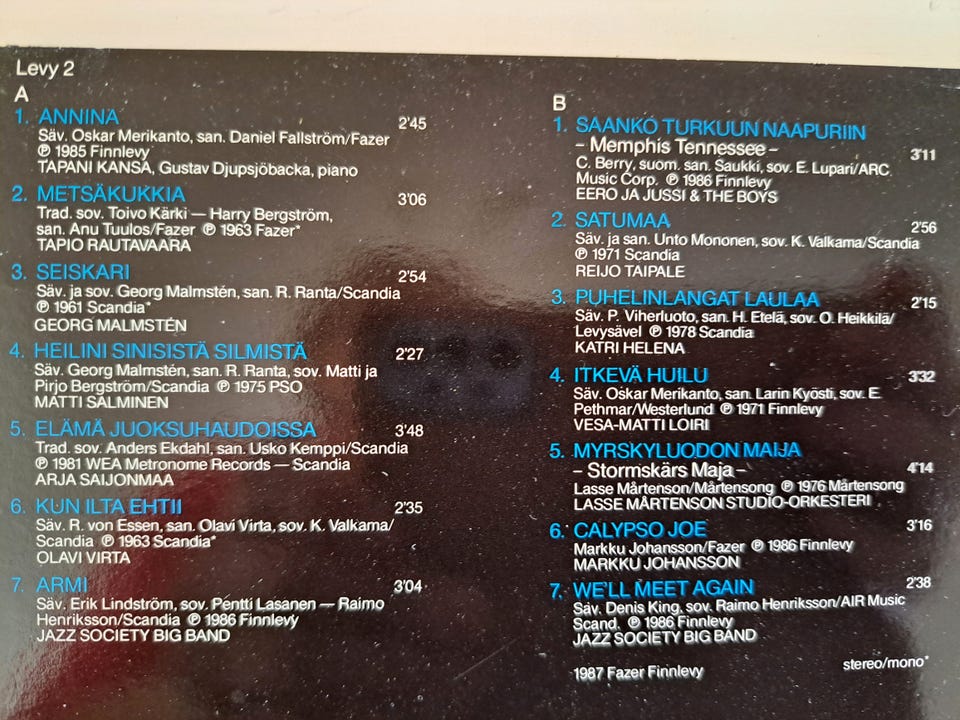 Levy 2
A
1. ANNINA 2'45
Säv. Oskar Merikanto, san. Daniel Fallström/Fazer
℗ 1985 Finnlevy
TAPANI KANSA, Gustav Djupsjöbacka, piano
2. METSÄKUKKIA 3'06
Trad. sov. Toivo Kärki — Harry Bergström,
san. Anu Tuulos/Fazer ℗ 1963 Fazer*
TAPIO RAUTAVAARA
3. SEISKARI 2'54
Säv. ja sov. Georg Malmstén, san. R. Ranta/Scandia
℗ 1961 Scandia*
GEORG MALMSTÉN
4. HEILINI SINISISTÄ SILMISTÄ 2'27
Säv. Georg Malmstén, san. R. Ranta, sov. Matti ja
Pirjo Bergström/Scandia ℗ 1975 PSO
MATTI SALMINEN
5. ELÄMÄ JUOKSUHAUDOISSA 3'48
Trad. sov. Anders Ekdahl, san. Usko Kemppi/Scandia
℗ 1981 WEA Metronome Records — Scandia
ARJA SAIJONMAA
6. KUN ILTA EHTII 2'35
Säv. R. von Essen, san. Olavi Virta, sov. K. Valkama/
Scandia ℗ 1963 Scandia*
OLAVI VIRTA
7. ARMI 3'04
Säv. Erik Lindström, sov. Pentti Lasanen — Raimo
Henriksson/Scandia ℗ 1986 Finnlevy
JAZZ SOCIETY BIG BAND
B
1. SAANKO TURKUUN NAAPURIIN
– Memphis Tennessee – 3'11
C. Berry, suom. san. Saukki, sov. E. Lupari/ARC
Music Corp. ℗ 1986 Finnlevy
EERO JA JUSSI & THE BOYS
2. SATUMAA 2'56
Säv. ja san. Unto Mononen, sov. K. Valkama/Scandia
℗ 1971 Scandia
REIJO TAIPALE
3. PUHELINLANGAT LAULAA 2'15
Säv. P. Viherluoto, san. H. Etelä, sov. O. Heikkilä/
Levysävel ℗ 1978 Scandia
KATRI HELENA
4. ITKEVÄ HUILU 3'32
Säv. Oskar Merikanto, san. Larin Kyösti, sov. E.
Pethmar/Westerlund ℗ 1971 Finnlevy
VESA-MATTI LOIRI
5. MYRSKYLUODON MAIJA
– Stormskärs Maja – 4'14
Lasse Mårtenson/Mårtensong ℗ 1976 Mårtensong
LASSE MÅRTENSON STUDIO-ORKESTERI
6. CALYPSO JOE 3'16
Markku Johansson/Fazer ℗ 1986 Finnlevy
MARKKU JOHANSSON
7. WE'LL MEET AGAIN 2'38
Säv. Denis King, sov. Raimo Henriksson/AIR Music
Scand. ℗ 1986 Finnlevy
JAZZ SOCIETY BIG BAND
1987 Fazer Finnlevy stereo/mono*